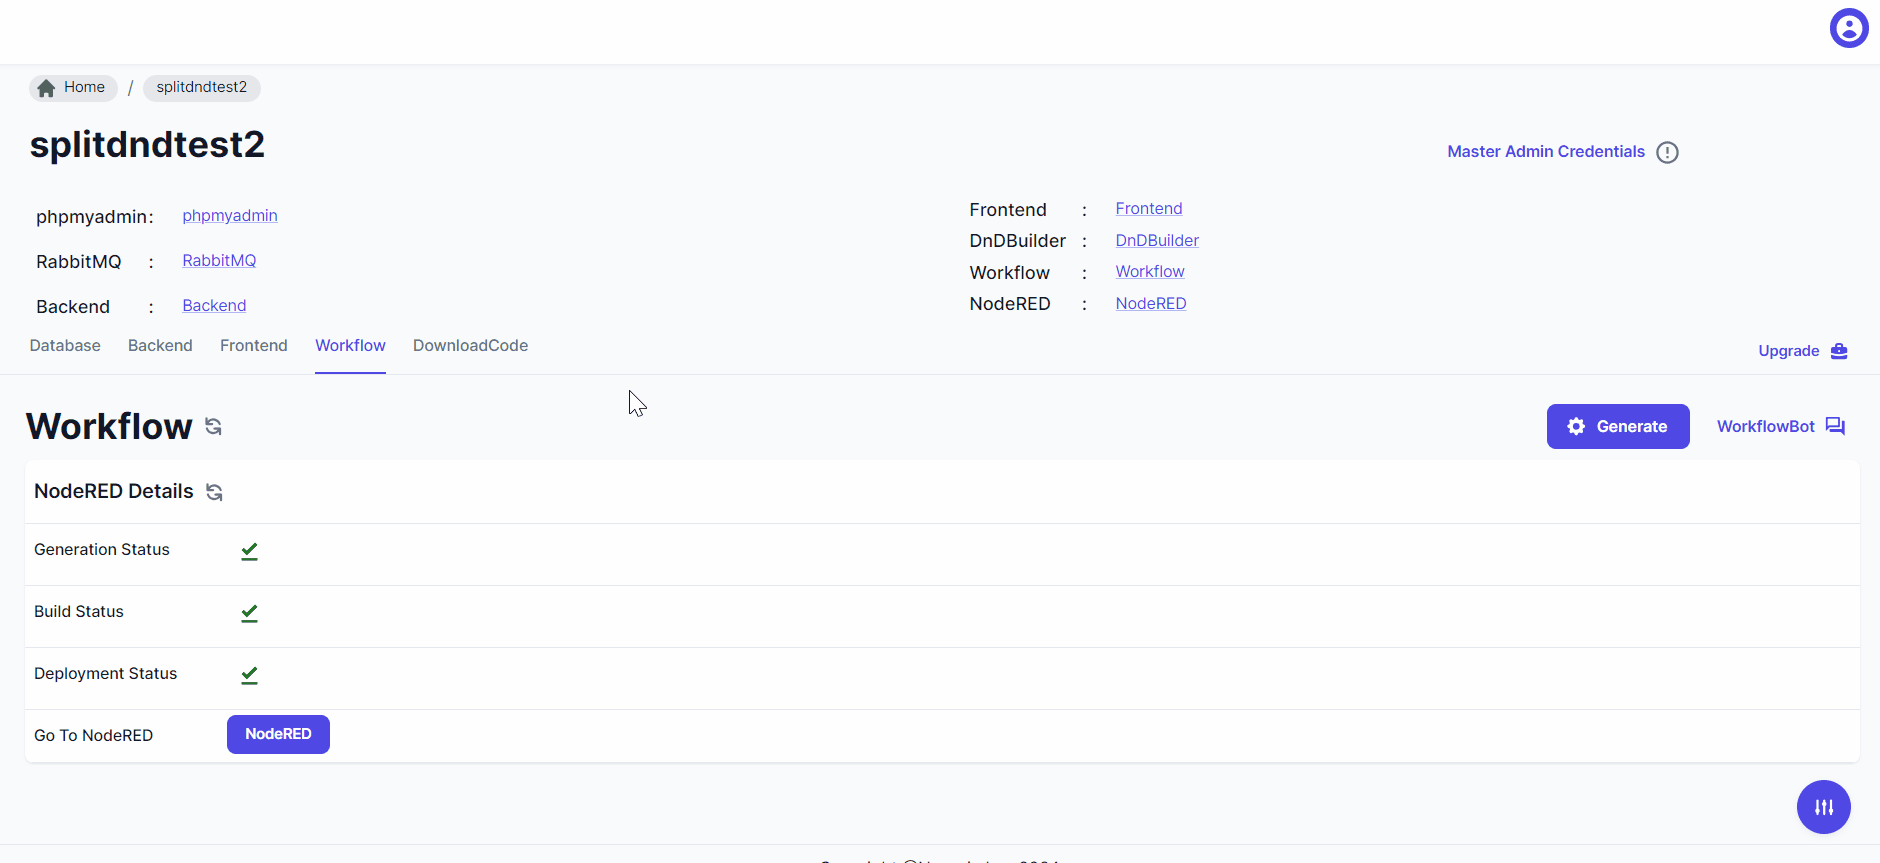 Home / splitdndtest2
splitdndtest2
Master Admin Credentials
phpmyadmin : phpmyadmin
RabbitMQ : RabbitMQ
Backend : Backend
Frontend : Frontend
DnDBuilder : DnDBuilder
Workflow : Workflow
NodeRED : NodeRED
Database Backend Frontend Workflow DownloadCode
Upgrade
Workflow
Generate
WorkflowBot
NodeRED Details
Generation Status
Build Status
Deployment Status
Go To NodeRED NodeRED